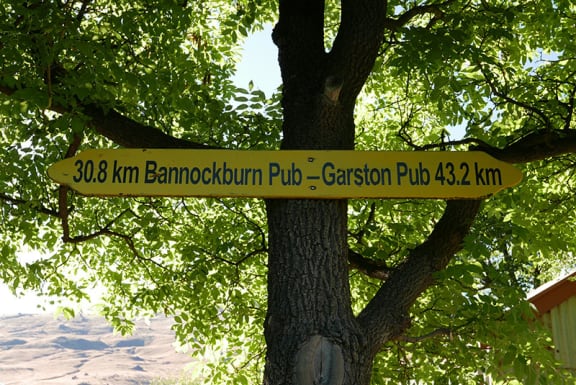 30.8 km Bannockburn Pub – Garston Pub 43.2 km